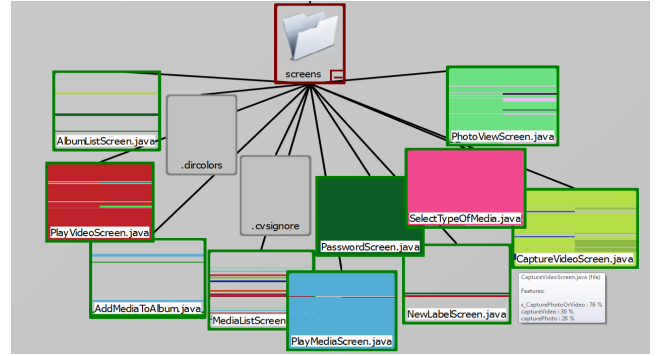 screens
AlbumListScreen.java
.dircolors
PhotoViewScreen.java
PlayVideoScreen.java
.cvsignore
PasswordScreen.java
SelectTypeOfMedia.java
CaptureVideoScreen.java
AddMediaToAlbum.java
MediaListScreen
PlayMediaScreen.java
NewLabelScreen.java
CaptureVideoScreen.java (file)
Features:
x_CapturePhotoOrVideo : 76 %
captureVideo : 30 %
capturePhoto : 26 %